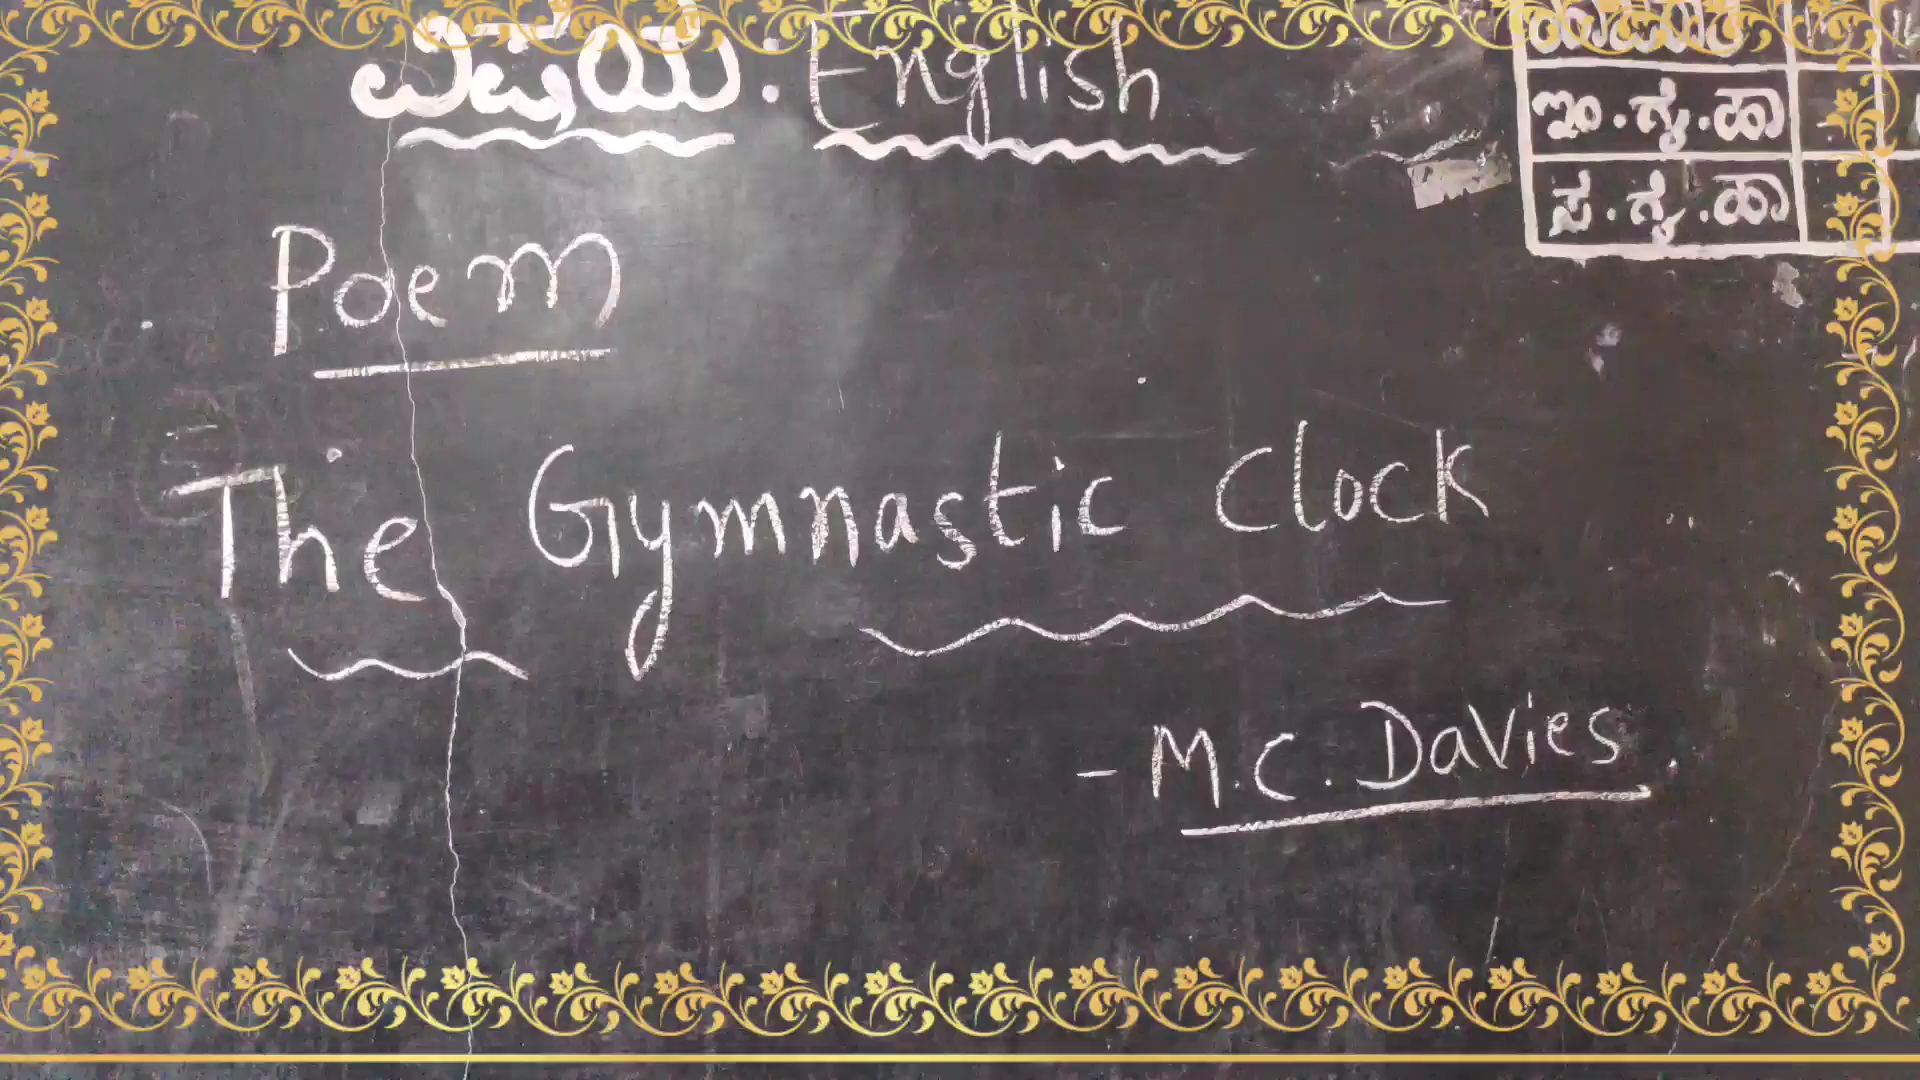 ವಿಷಯ : English
ಇಂ.ಗೈ.ಹಾ
ಸ.ಗೈ.ಹಾ
Poem
The Gymnastic Clock
- M.C. Davies.